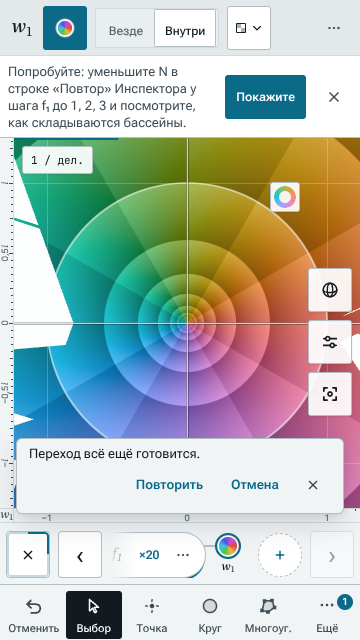 w₁
Везде
Внутри
Попробуйте: уменьшите N в
строке «Повтор» Инспектора у
шага f₁ до 1, 2, 3 и посмотрите,
как складываются бассейны.
Покажите
1 / дел.
i
0,5i
0
−0,5i
−i
Переход всё ещё готовится.
Повторить
Отмена
w₁
−1
0
1
f₁
×20
w₁
Отменить
Выбор
Точка
Круг
Многоуг.
Ещё
1